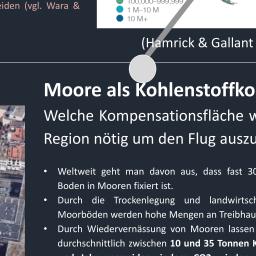 eiden (vgl. Wara &
100,000–999,999
1 M–10 M
10 M+
(Hamrick & Gallant
Moore als Kohlenstoffko
Welche Kompensationsfläche w
Region nötig um den Flug auszu
• Weltweit geht man davon aus, dass fast 30
Boden in Mooren fixiert ist.
• Durch die Trockenlegung und landwirtsch
Moorböden werden hohe Mengen an Treibhau
• Durch Wiedervernässung von Mooren lassen
durchschnittlich zwischen 10 und 35 Tonnen K